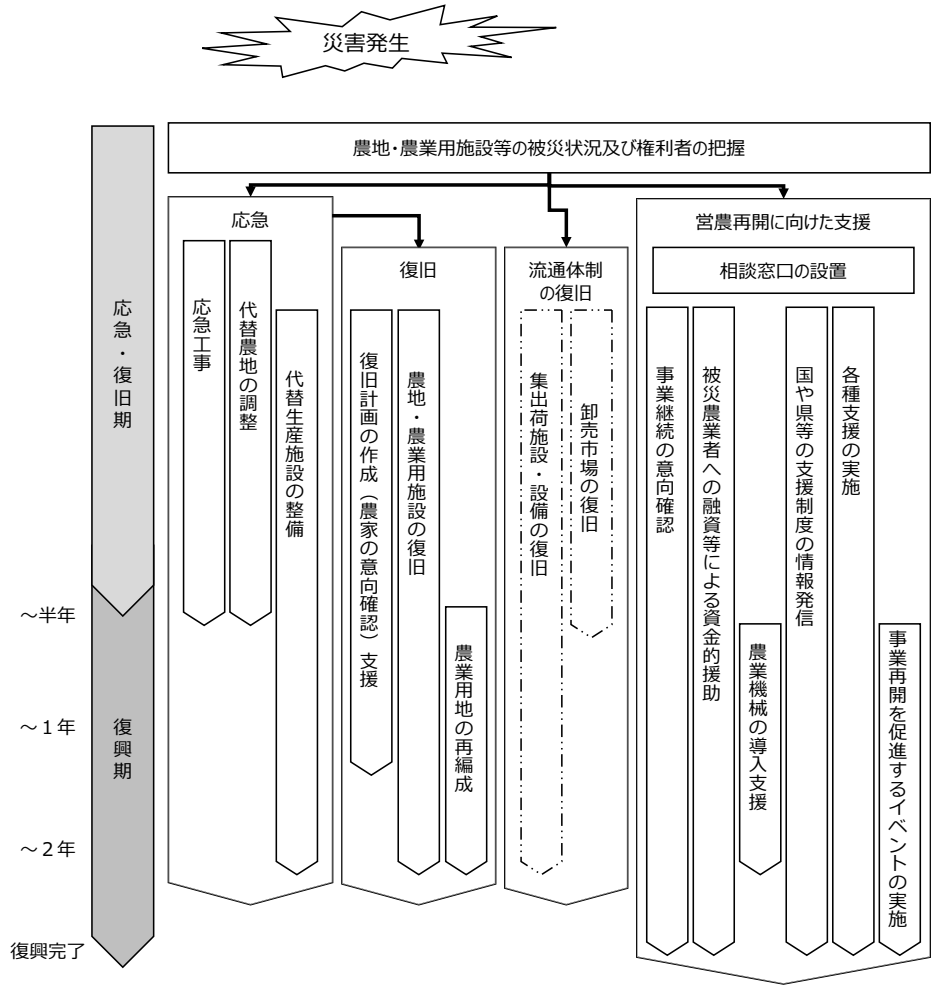 災害発生
農地・農業用施設等の被災状況及び権利者の把握
応急・復旧期
復興期
～半年
～１年
～２年
復興完了
応急
応急工事
代替農地の調整
代替生産施設の整備
復旧
復旧計画の作成（農家の意向確認）支援
農地・農業用施設の復旧
農業用地の再編成
流通体制
の復旧
集出荷施設・設備の復旧
卸売市場の復旧
営農再開に向けた支援
相談窓口の設置
事業継続の意向確認
被災農業者への融資等による資金的援助
農業機械の導入支援
国や県等の支援制度の情報発信
各種支援の実施
事業再開を促進するイベントの実施